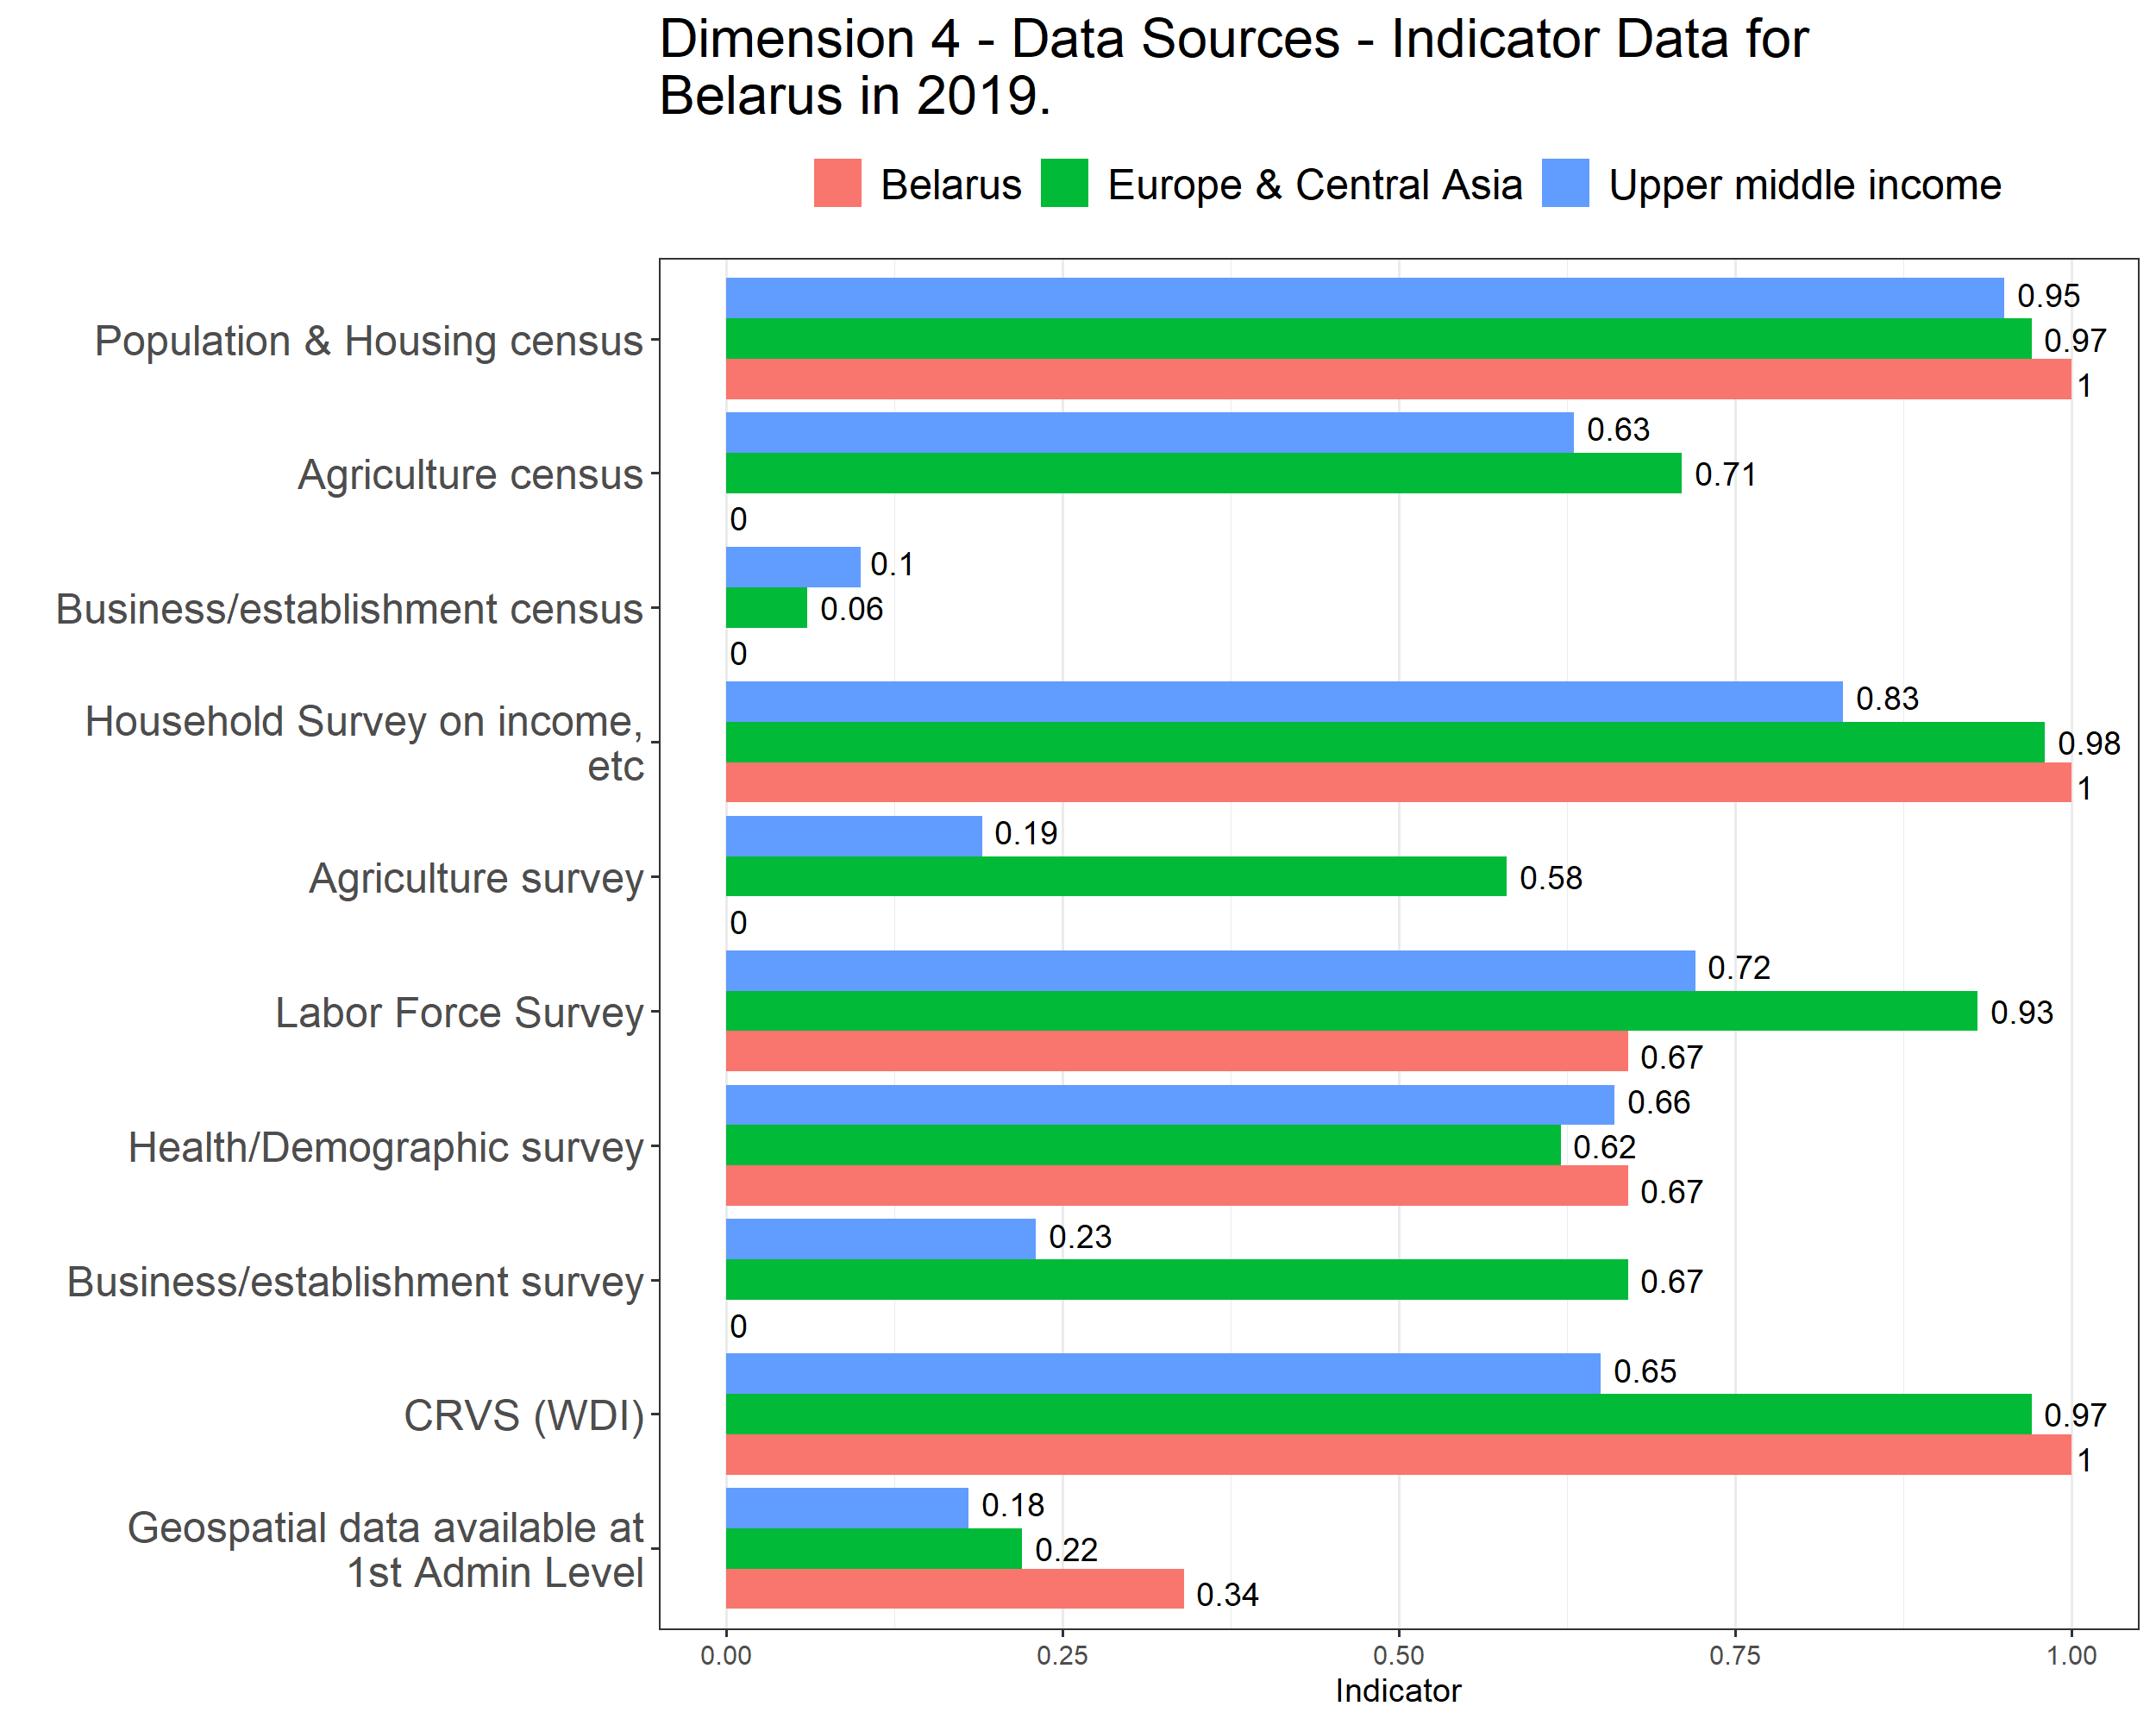 Dimension 4 - Data Sources - Indicator Data for
Belarus in 2019.
Belarus Europe & Central Asia Upper middle income
0.95
Population & Housing census 0.97
1
0.63
Agriculture census 0.71
0
0.1
Business/establishment census 0.06
0
0.83
Household Survey on income,
etc 0.98
1
0.19
Agriculture survey 0.58
0
0.72
Labor Force Survey 0.93
0.67
0.66
Health/Demographic survey 0.62
0.67
0.23
Business/establishment survey 0.67
0
0.65
CRVS (WDI) 0.97
1
0.18
Geospatial data available at
1st Admin Level 0.22
0.34
0.00 0.25 0.50 0.75 1.00
Indicator